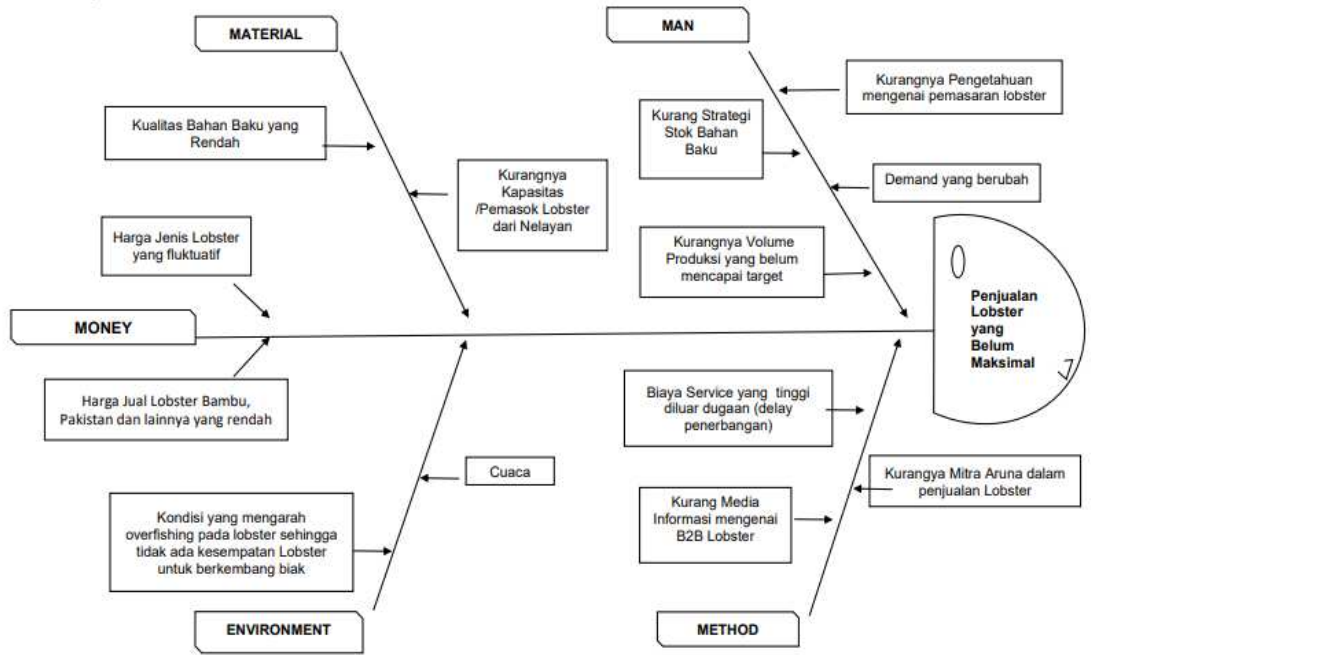 MATERIAL
MAN
Kurangnya Pengetahuan
mengenai pemasaran lobster
Kualitas Bahan Baku yang
Rendah
Kurang Strategi
Stok Bahan
Baku
Kurangnya
Kapasitas
/Pemasok Lobster
dari Nelayan
Demand yang berubah
Harga Jenis Lobster
yang fluktuatif
Kurangnya Volume
Produksi yang belum
mencapai target
MONEY
Penjualan
Lobster
yang
Belum
Maksimal
Harga Jual Lobster Bambu,
Pakistan dan lainnya yang rendah
Biaya Service yang tinggi
diluar dugaan (delay
penerbangan)
Cuaca
Kurangya Mitra Aruna dalam
penjualan Lobster
Kondisi yang mengarah
overfishing pada lobster sehingga
tidak ada kesempatan Lobster
untuk berkembang biak
Kurang Media
Informasi mengenai
B2B Lobster
ENVIRONMENT
METHOD